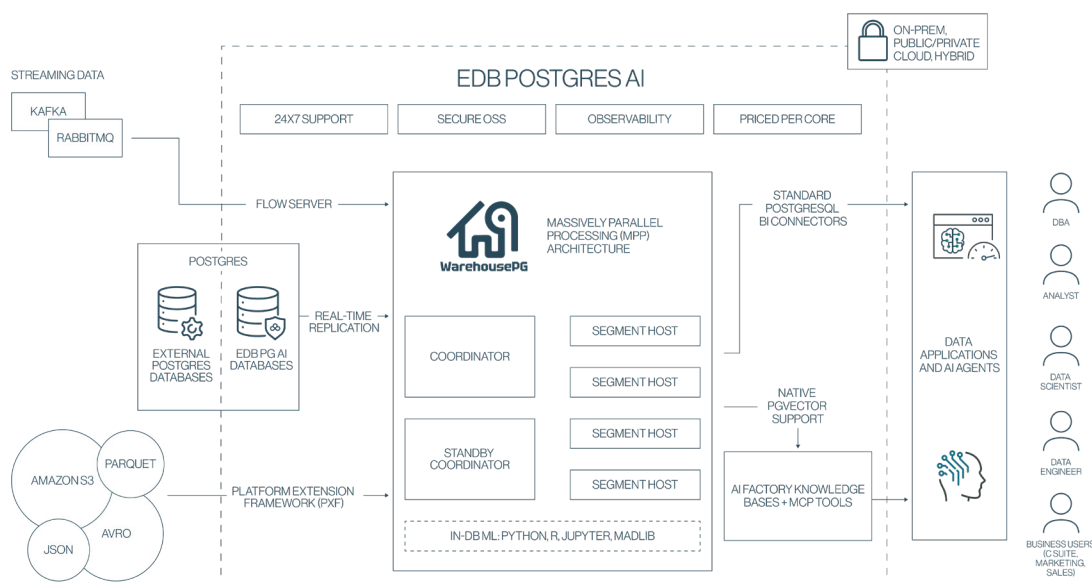 ON-PREM,
PUBLIC/PRIVATE
CLOUD, HYBRID
EDB POSTGRES AI
STREAMING DATA
KAFKA
RABBITMQ
24X7 SUPPORT
SECURE OSS
OBSERVABILITY
PRICED PER CORE
FLOW SERVER
WarehousePG
MASSIVELY PARALLEL
PROCESSING (MPP)
ARCHITECTURE
STANDARD
POSTGRESQL
BI CONNECTORS
POSTGRES
EXTERNAL
POSTGRES
DATABASES
EDB PG AI
DATABASES
REAL-TIME
REPLICATION
COORDINATOR
SEGMENT HOST
SEGMENT HOST
STANDBY
COORDINATOR
SEGMENT HOST
SEGMENT HOST
NATIVE
PGVECTOR
SUPPORT
AMAZON S3
PARQUET
JSON
AVRO
PLATFORM EXTENSION
FRAMEWORK (PXF)
IN-DB ML: PYTHON, R, JUPYTER, MADLIB
AI FACTORY KNOWLEDGE
BASES + MCP TOOLS
DATA
APPLICATIONS
AND AI AGENTS
DBA
ANALYST
DATA
SCIENTIST
DATA
ENGINEER
BUSINESS USERS
(C SUITE,
MARKETING,
SALES)